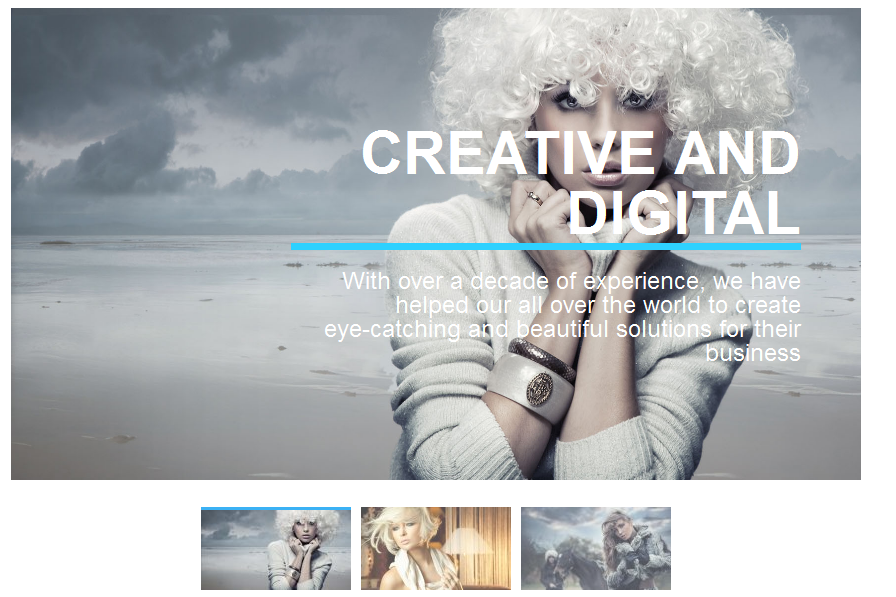 CREATIVE AND
DIGITAL
With over a decade of experience, we have
helped our all over the world to create
eye-catching and beautiful solutions for their
business